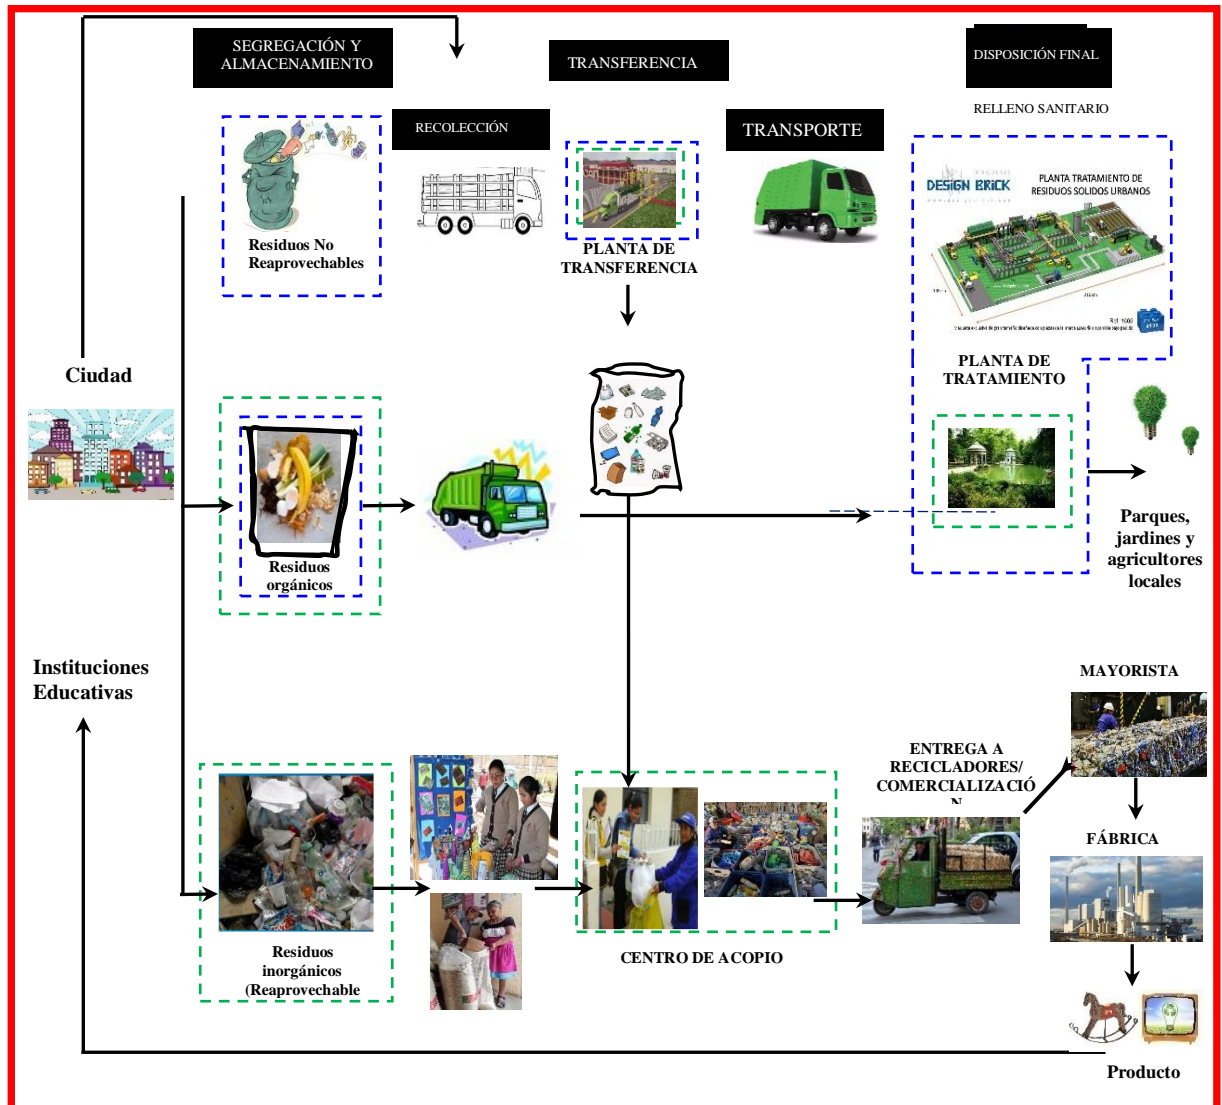 SEGREGACIÓN Y
ALMACENAMIENTO
TRANSFERENCIA
DISPOSICIÓN FINAL
RELLENO SANITARIO
RECOLECCIÓN
TRANSPORTE
DESIGN BRICK
PLANTA TRATAMIENTO DE
RESIDUOS SOLIDOS URBANOS
Residuos No
Reaprovechables
PLANTA DE
TRANSFERENCIA
PLANTA DE
TRATAMIENTO
Ciudad
Residuos
orgánicos
Parques,
jardines y
agricultores
locales
Instituciones
Educativas
MAYORISTA
ENTREGA A
RECICLADORES/
COMERCIALIZACIÓ
N
FÁBRICA
Residuos
inorgánicos
(Reaprovechable
CENTRO DE ACOPIO
Producto